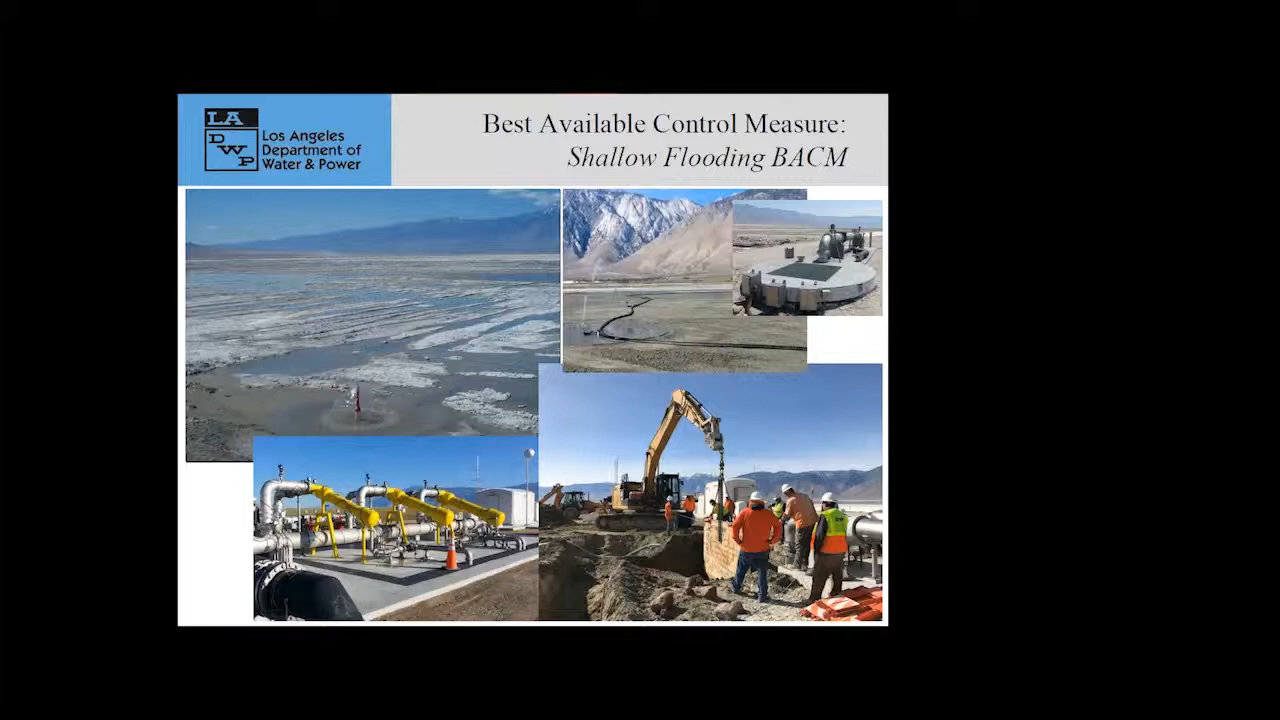 LA
DWP
Los Angeles
Department of
Water & Power
Best Available Control Measure:
Shallow Flooding BACM